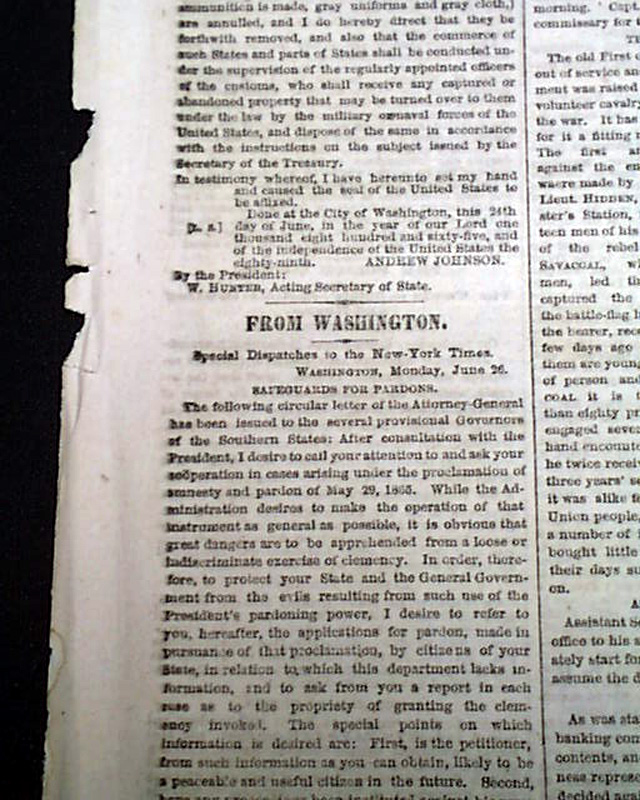 ammunition is made, gray uniforms and gray cloth,)
are annulled, and I do hereby direct that they be
forthwith removed, and also that the commerce of
such States and parts of States shall be conducted un-
der the supervision of the regularly appointed officers
of the customs, who shall receive any captured or
abandoned property that may be turned over to them
under the law by the military or naval forces of the
United States, and dispose of the same in accordance
with the instructions on the subject issued by the
Secretary of the Treasury.
In testimony whereof, I have hereunto set my hand
and caused the seal of the United States to
be affixed.
Done at the City of Washington, this 24th
[L. S.] day of June, in the year of our Lord one
thousand eight hundred and sixty-five, and
of the independence of the United States the
eighty-ninth. ANDREW JOHNSON.
By the President:
W. HUNTER, Acting Secretary of State.
FROM WASHINGTON.
Special Dispatches to the New-York Times.
WASHINGTON, Monday, June 26.
SAFEGUARDS FOR PARDONS.
The following circular letter of the Attorney-General
has been issued to the several provisional Governors
of the Southern States: After consultation with the
President, I desire to call your attention to and ask your
coöperation in cases arising under the proclamation of
amnesty and pardon of May 29, 1865. While the Ad-
ministration desires to make the operation of that
instrument as general as possible, it is obvious that
great dangers are to be apprehended from a loose or
indiscriminate exercise of clemency. In order, there-
fore, to protect your State and the General Govern-
ment from the evils resulting from such use of the
President's pardoning power, I desire to refer to
you, hereafter, the applications for pardon, made in
pursuance of that proclamation, by citizens of your
State, in relation to which this department lacks in-
formation, and to ask from you a report in each
case as to the propriety of granting the clem-
ency invoked. The special points on which
information is desired are: First, is the petitioner,
from such information as you can obtain, likely to be
a peaceable and useful citizen in the future. Second,
morning. Capt.
commissary for
The old First
out of service an
ment was raised
volunteer cavalry
the war. It has
for it a fitting
The first
against the en
were made by
Lieut. HIDDEN,
ster's Station,
teen men of his
of the rebel
SAVACOAL,
men, led th
captured the
the battle-flag
the bearer, rece
few days ago
them are young
of person and
COAL it is
than eighty pr
engaged seve
hand encounte
he twice receiv
three years' se
it was alike
Union people,
a number of
bought little
their days su
on.
Assistant Se
office to his a
ately start for
assume the d
As was sta
banking com
contents, an
ness represe
decided aga